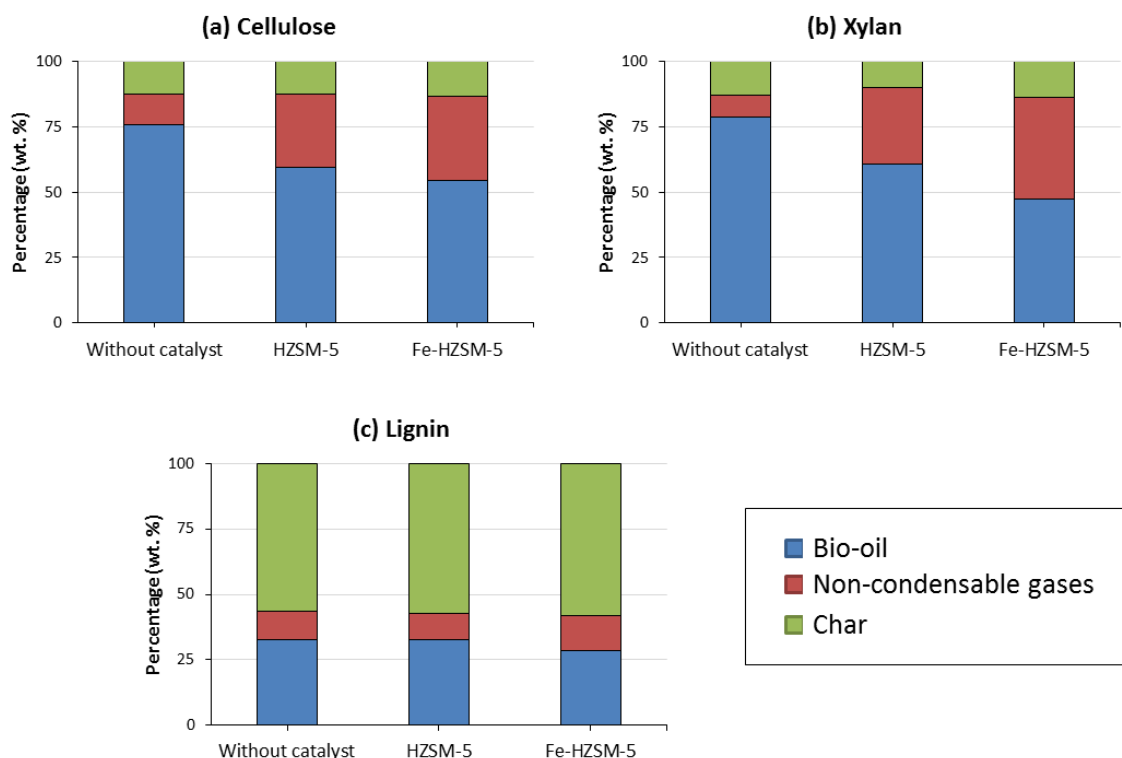 (a) Cellulose
Percentage (wt. %)
100
75
50
25
0
Without catalyst
HZSM-5
Fe-HZSM-5
(b) Xylan
Percentage (wt. %)
100
75
50
25
0
Without catalyst
HZSM-5
Fe-HZSM-5
(c) Lignin
Percentage (wt. %)
100
75
50
25
0
Without catalyst
HZSM-5
Fe-HZSM-5
Bio-oil
Non-condensable gases
Char